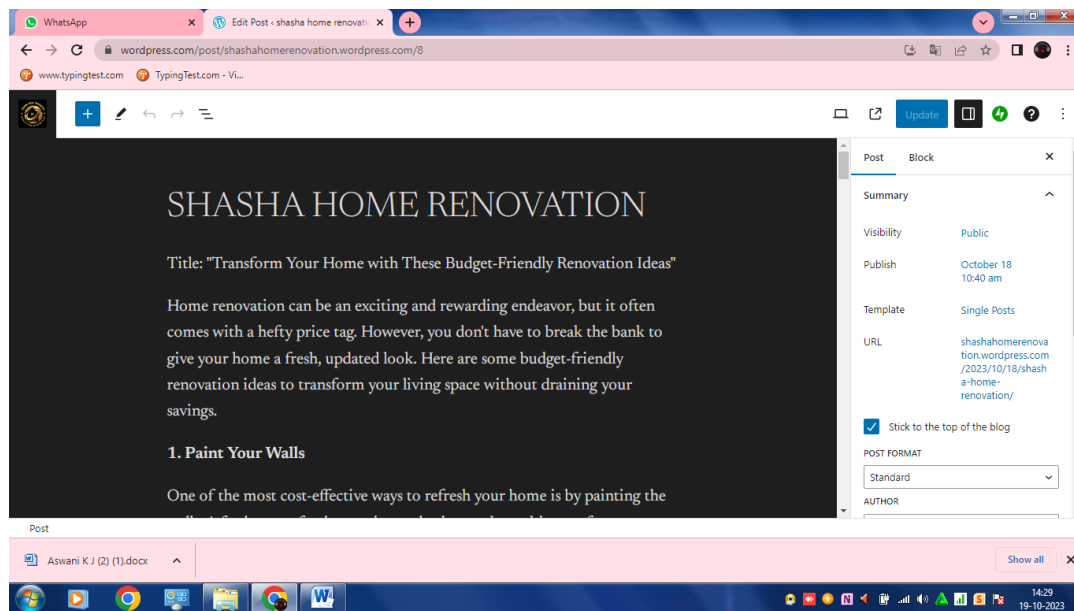 WhatsApp
Edit Post ‹ shasha home renovati
wordpress.com/post/shashahomerenovation.wordpress.com/8
www.typingtest.com TypingTest.com - Vi...
Update
Post Block
SHASHA HOME RENOVATION
Summary
Visibility Public
Title: "Transform Your Home with These Budget-Friendly Renovation Ideas"
Publish October 18
10:40 am
Home renovation can be an exciting and rewarding endeavor, but it often
comes with a hefty price tag. However, you don't have to break the bank to
give your home a fresh, updated look. Here are some budget-friendly
renovation ideas to transform your living space without draining your
savings.
Template Single Posts
URL shashahomerenova
tion.wordpress.com
/2023/10/18/shash
a-home-
renovation/
Stick to the top of the blog
1. Paint Your Walls
POST FORMAT
Standard
One of the most cost-effective ways to refresh your home is by painting the
AUTHOR
Post
Aswani K J (2) (1).docx
Show all
14:29
19-10-2023